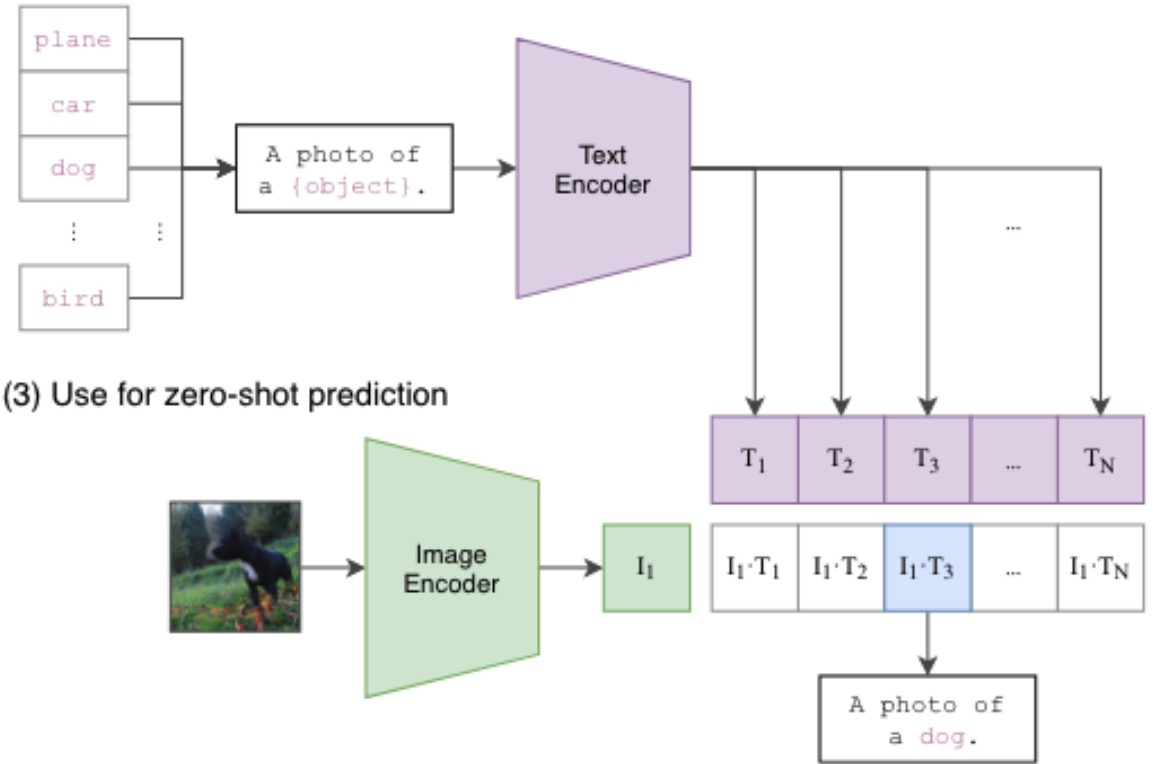 plane
car
dog
⋮ ⋮
bird
A photo of
a {object}.
Text
Encoder
...
(3) Use for zero-shot prediction
T1 T2 T3 ... TN
Image
Encoder
I1
I1·T1 I1·T2 I1·T3 ... I1·TN
A photo of
a dog.